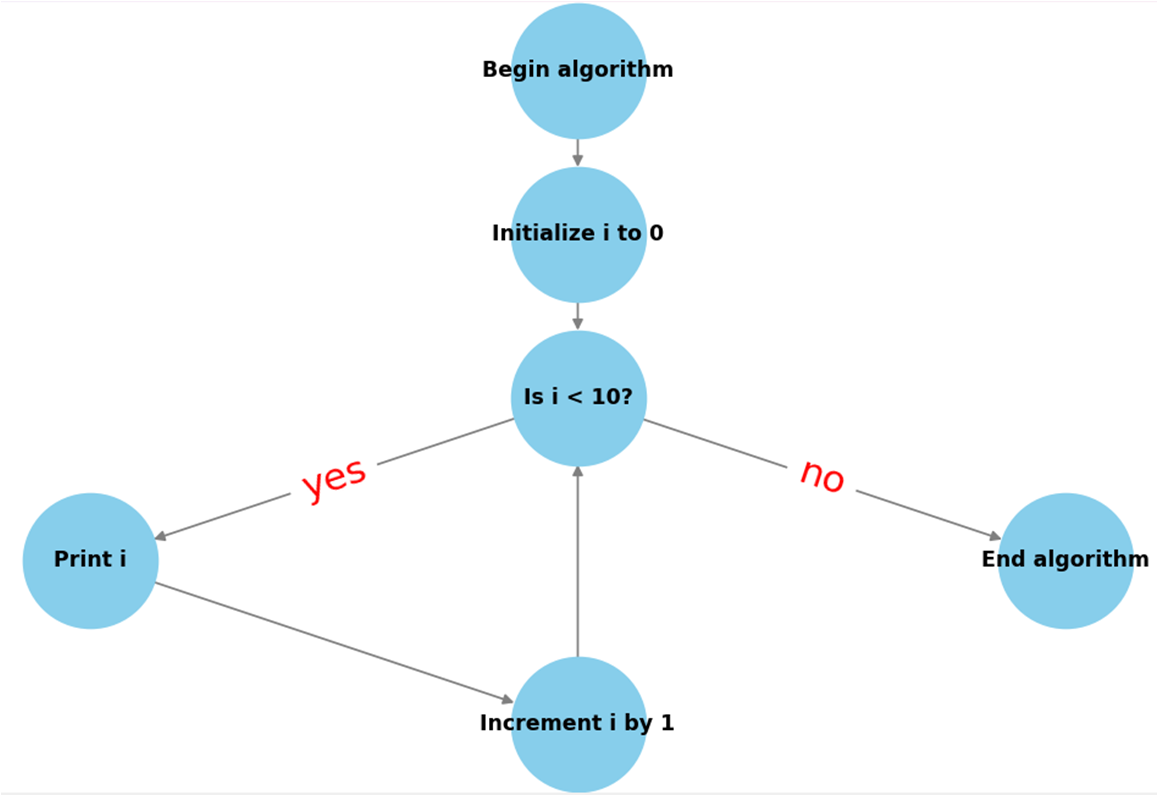 Begin algorithm
Initialize i to 0
Is i < 10?
yes
no
Print i
End algorithm
Increment i by 1